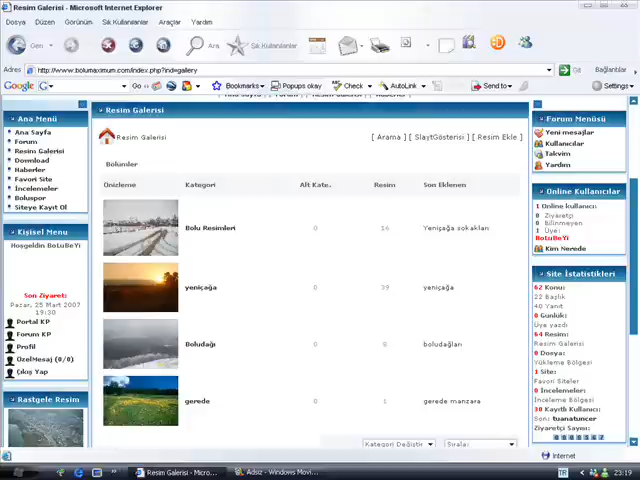 Resim Galerisi - Microsoft Internet Explorer
Dosya Düzen Görünüm Sık Kullanılanlar Araçlar Yardım
Geri Ara Sık Kullanılanlar
Adres http://www.bolumaximum.com/index.php?ind=gallery Git Bağlantılar
Google Go Bookmarks Popups okay Check AutoLink Send to Settings
Ana Menü
Ana Sayfa
Forum
Resim Galerisi
Download
Haberler
Favori Site
İncelemeler
Boluspor
Siteye Kayıt Ol
Kişisel Menu
Hoşgeldin BoLuBeYi
Son Ziyaret:
Pazar, 25 Mart 2007
19:30
Portal KP
Forum KP
Profil
ÖzelMesaj (0/0)
Çıkış Yap
Rastgele Resim
Resim Galerisi
Resim Galerisi [ Arama ] [ SlaytGösterisi ] [ Resim Ekle ]
Bölümler
Önizleme Kategori Alt Kate. Resim Son Eklenen
Bolu Resimleri 0 16 Yeniçağa sokakları
yeniçağa 0 39 yeniçağa
Boludağı 0 8 boludağları
gerede 0 1 gerede manzara
Kategori Değiştir Sırala:
Forum Menüsü
Yeni mesajlar
Kullanıcılar
Takvim
Yardım
Online Kullanıcılar
1 Online kullanıcı:
0 Ziyaretçi
0 Bilinmeyen
1 Üye:
BoLuBeYi
Kim Nerede
Site İstatistikleri
62 Konu:
22 Başlık
40 Yanıt
0 Günlük:
Üye yazdı
64 Resim:
Resim Galerisi
0 Dosya:
Yükleme Bölgesi
1 Site:
Favori Siteler
0 İncelemeler:
İnceleme Bölgesi
30 Kayıtlı Kullanıcı:
Son: tuanatuncer
Ziyaretçi Sayısı:
0000567
Internet
Resim Galerisi - Micro... Adsız - Windows Movi... TR 23:19